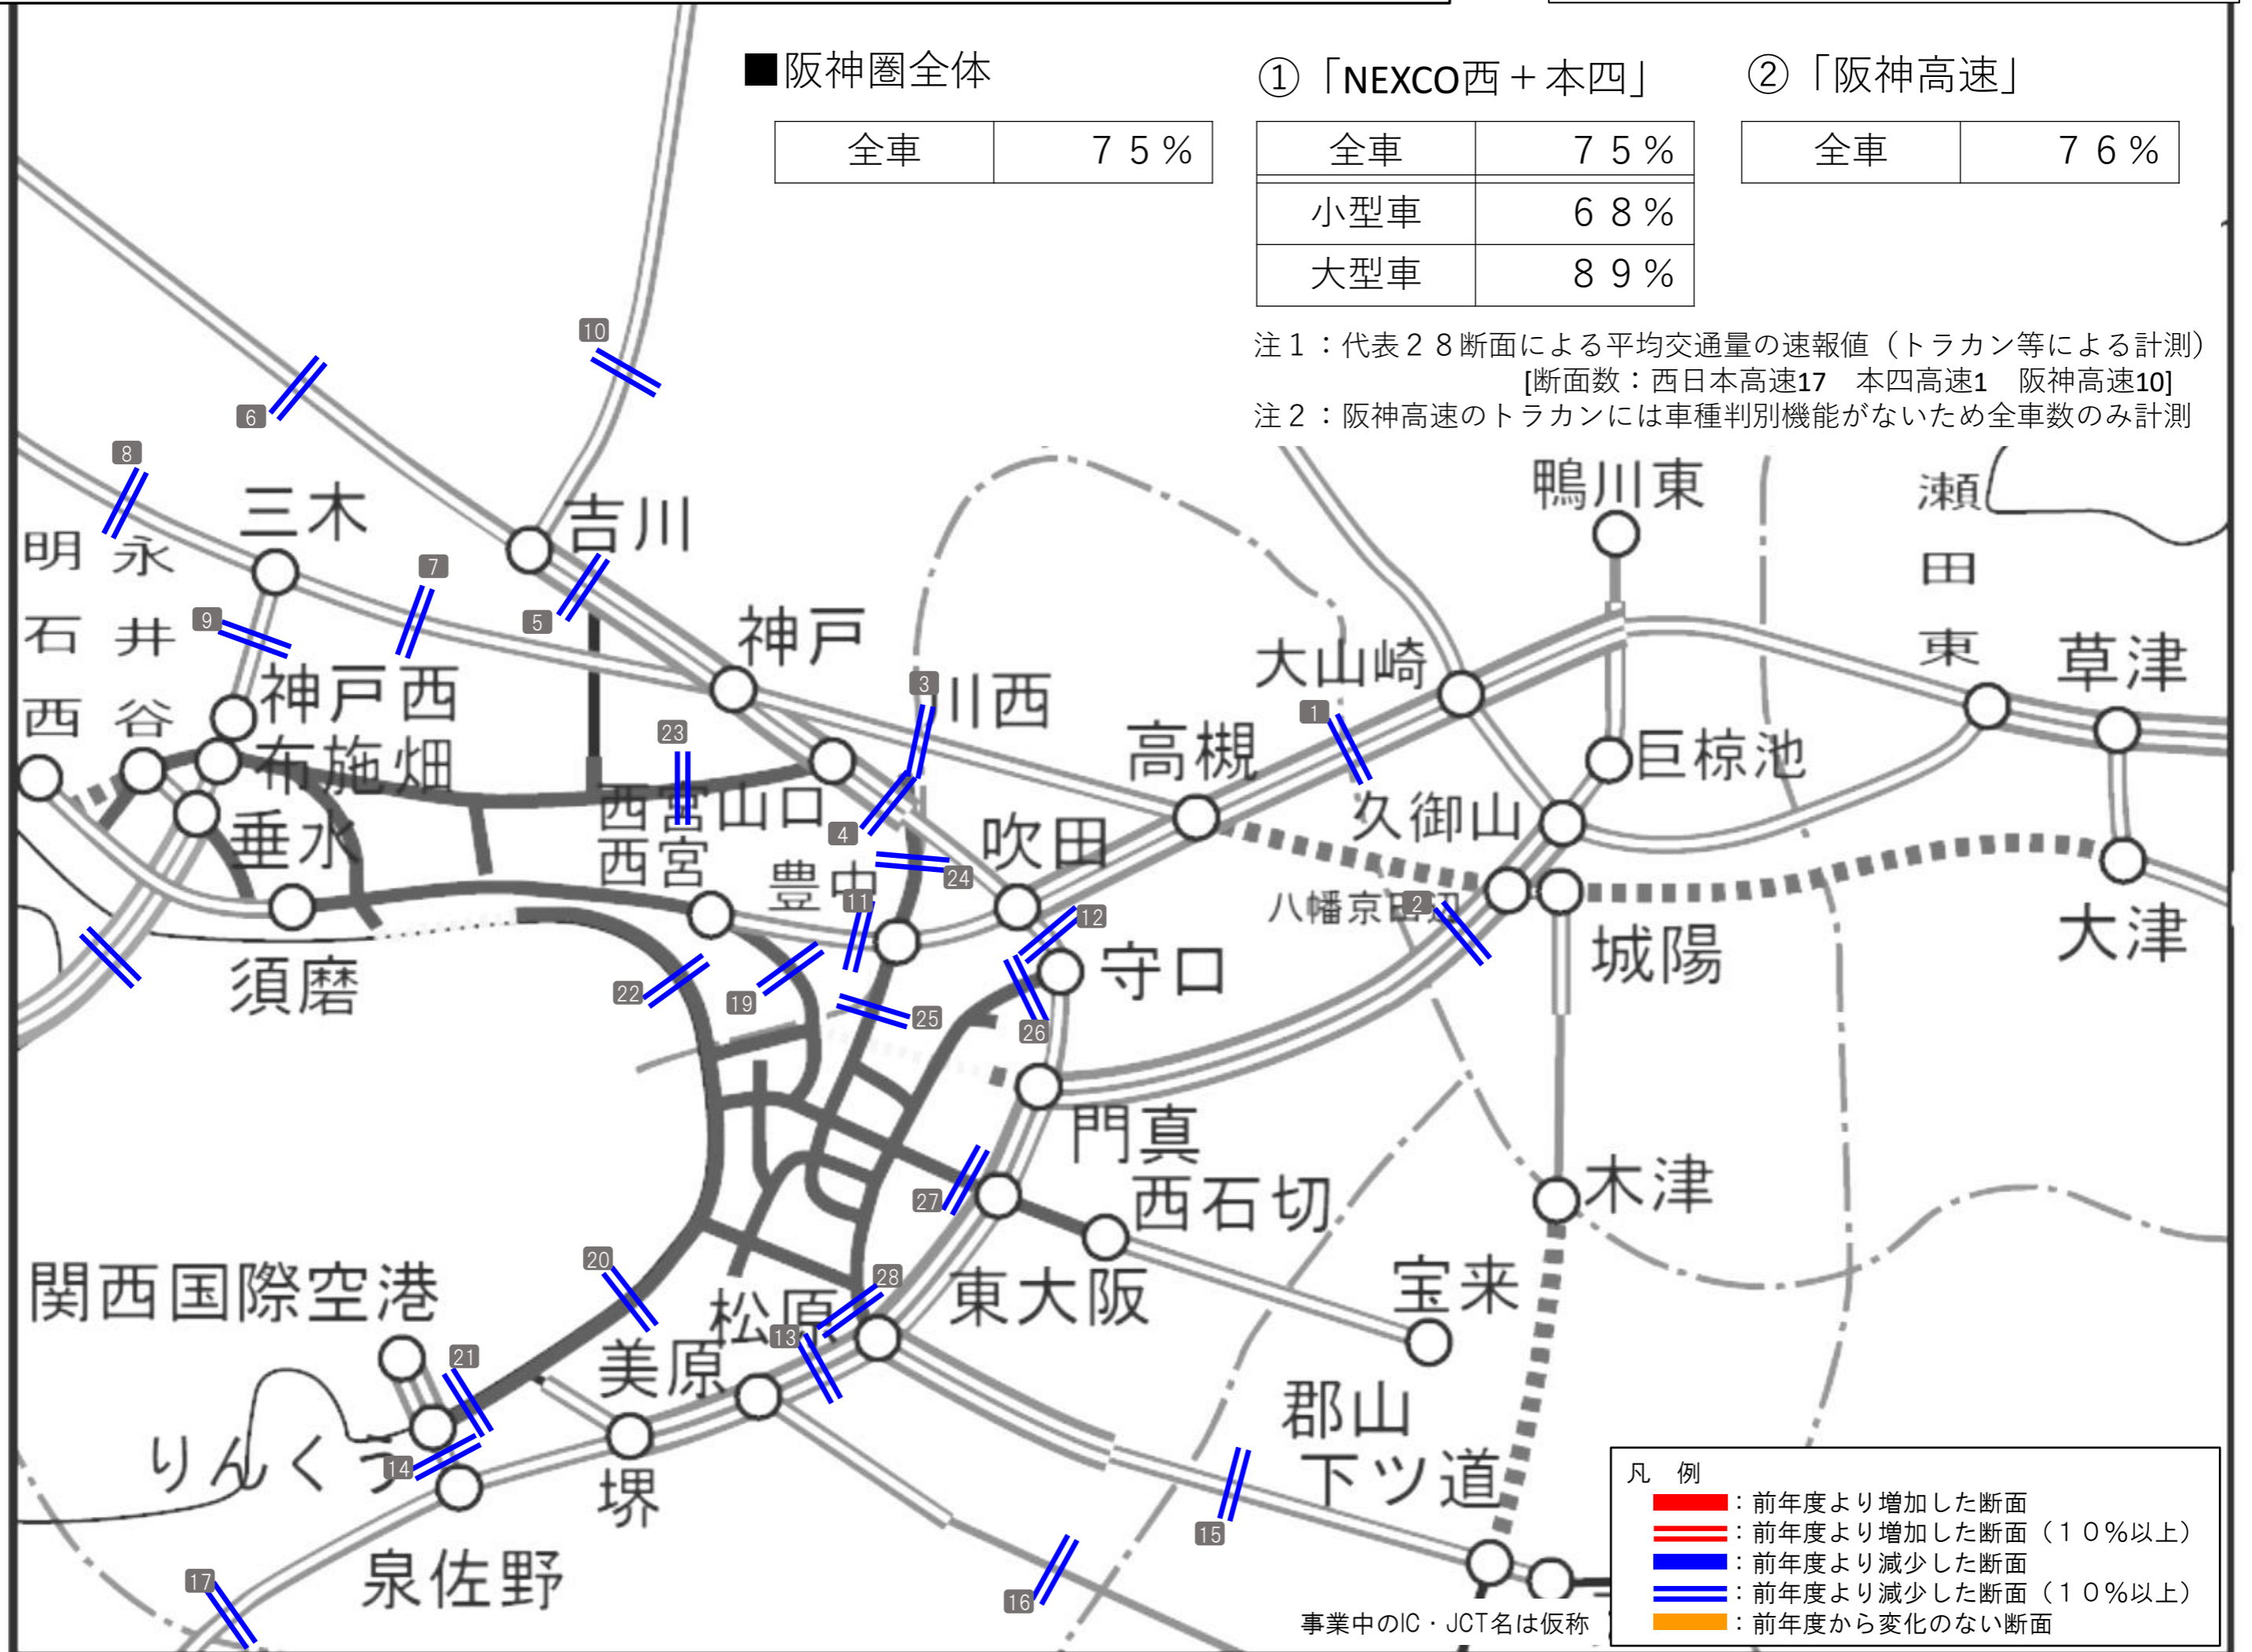 ■阪神圏全体
全車 ７５%
①「NEXCO西＋本四」
全車 ７５%
小型車 ６８%
大型車 ８９%
②「阪神高速」
全車 ７６%
注１：代表２８断面による平均交通量の速報値（トラカン等による計測）
[断面数：西日本高速17　本四高速1　阪神高速10]
注２：阪神高速のトラカンには車種判別機能がないため全車数のみ計測
10
6
8
三木
吉川
鴨川東
瀬田東
明石西
永井谷
7
5
9
神戸
神戸西
布施畑
23
3
川西
大山崎
1
草津
高槻
巨椋池
西宮山口
4
垂水
西宮
豊中
吹田
久御山
24
11
八幡京田辺
2
12
大津
須磨
22
19
25
守口
26
城陽
門真
27
西石切
木津
20
28
関西国際空港
松原
東大阪
宝来
13
21
美原
りんくう
14
堺
郡山
下ツ道
15
泉佐野
17
16
事業中のIC・JCT名は仮称
凡　例
：前年度より増加した断面
：前年度より増加した断面（１０%以上）
：前年度より減少した断面
：前年度より減少した断面（１０%以上）
：前年度から変化のない断面